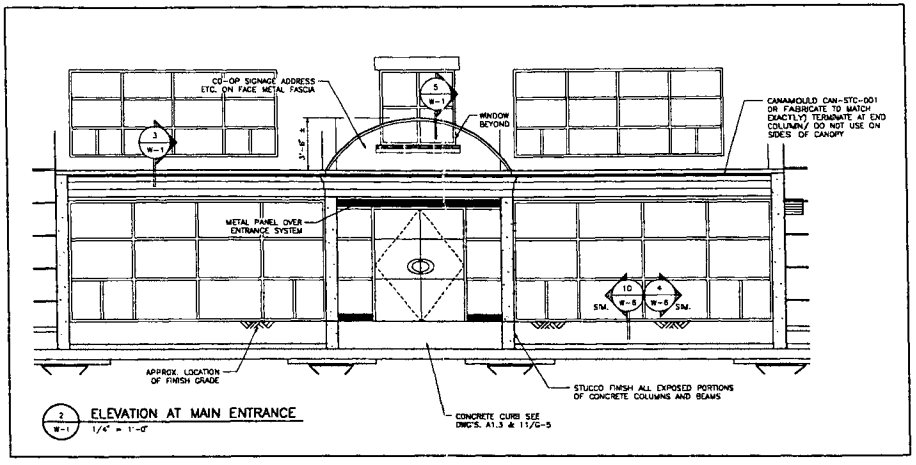 CO-OP SIGNAGE ADDRESS
ETC. ON FACE METAL FASCIA
5
W-1
WINDOW
BEYOND
CANAMOULD CAN-STC-001
OR FABRICATE TO MATCH
EXACTLY) TERMINATE AT END
COLUMN/ DO NOT USE ON
SIDES OF CANOPY
3
W-1
3'-6" ±
METAL PANEL OVER
ENTRANCE SYSTEM
10
W-6
SIM.
4
W-6
SIM.
APPROX. LOCATION
OF FINISH GRADE
STUCCO FINISH ALL EXPOSED PORTIONS
OF CONCRETE COLUMNS AND BEAMS
CONCRETE CURB SEE
DWG'S. A1.3 & 11/G-5
2
W-1
ELEVATION AT MAIN ENTRANCE
1/4" = 1'-0"